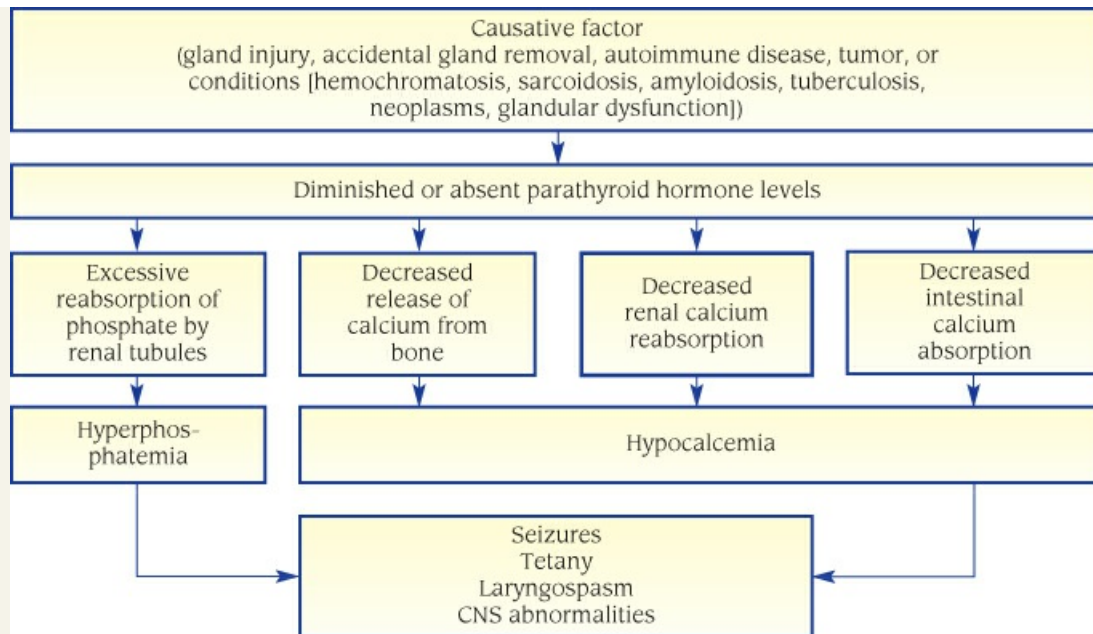 Causative factor
(gland injury, accidental gland removal, autoimmune disease, tumor, or
conditions [hemochromatosis, sarcoidosis, amyloidosis, tuberculosis,
neoplasms, glandular dysfunction])
Diminished or absent parathyroid hormone levels
Excessive
reabsorption of
phosphate by
renal tubules
Decreased
release of
calcium from
bone
Decreased
renal calcium
reabsorption
Decreased
intestinal
calcium
absorption
Hyperphos-
phatemia
Hypocalcemia
Seizures
Tetany
Laryngospasm
CNS abnormalities